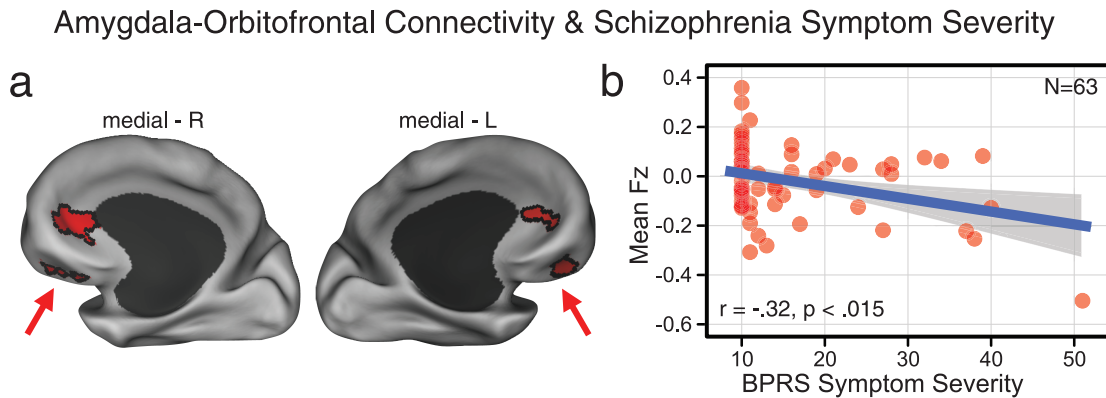 Amygdala-Orbitofrontal Connectivity & Schizophrenia Symptom Severity
a
medial - R
medial - L
b
N=63
0.4
0.2
0.0
-0.2
-0.4
-0.6
Mean Fz
r = -.32, p < .015
10
20
30
40
50
BPRS Symptom Severity